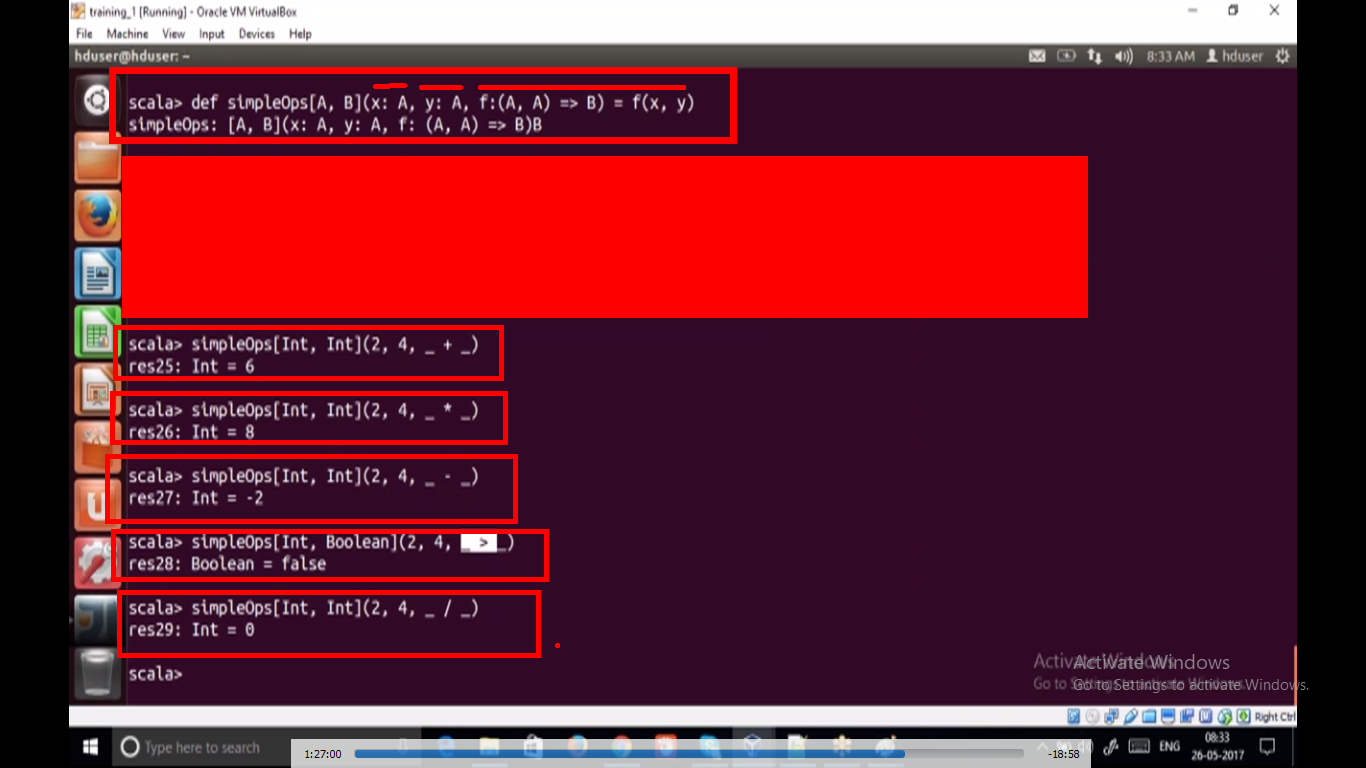 training_1 [Running] - Oracle VM VirtualBox
File Machine View Input Devices Help
hduser@hduser: ~
8:33 AM hduser
scala> def simpleOps[A, B](x: A, y: A, f:(A, A) => B) = f(x, y)
simpleOps: [A, B](x: A, y: A, f: (A, A) => B)B
scala> simpleOps[Int, Int](2, 4, _ + _)
res25: Int = 6
scala> simpleOps[Int, Int](2, 4, _ * _)
res26: Int = 8
scala> simpleOps[Int, Int](2, 4, _ - _)
res27: Int = -2
scala> simpleOps[Int, Boolean](2, 4, _ > _)
res28: Boolean = false
scala> simpleOps[Int, Int](2, 4, _ / _)
res29: Int = 0
scala>
Activate Windows
Go to Settings to activate Windows.
Right Ctrl
Type here to search
ENG
08:33
26-05-2017
1:27:00
-18:58